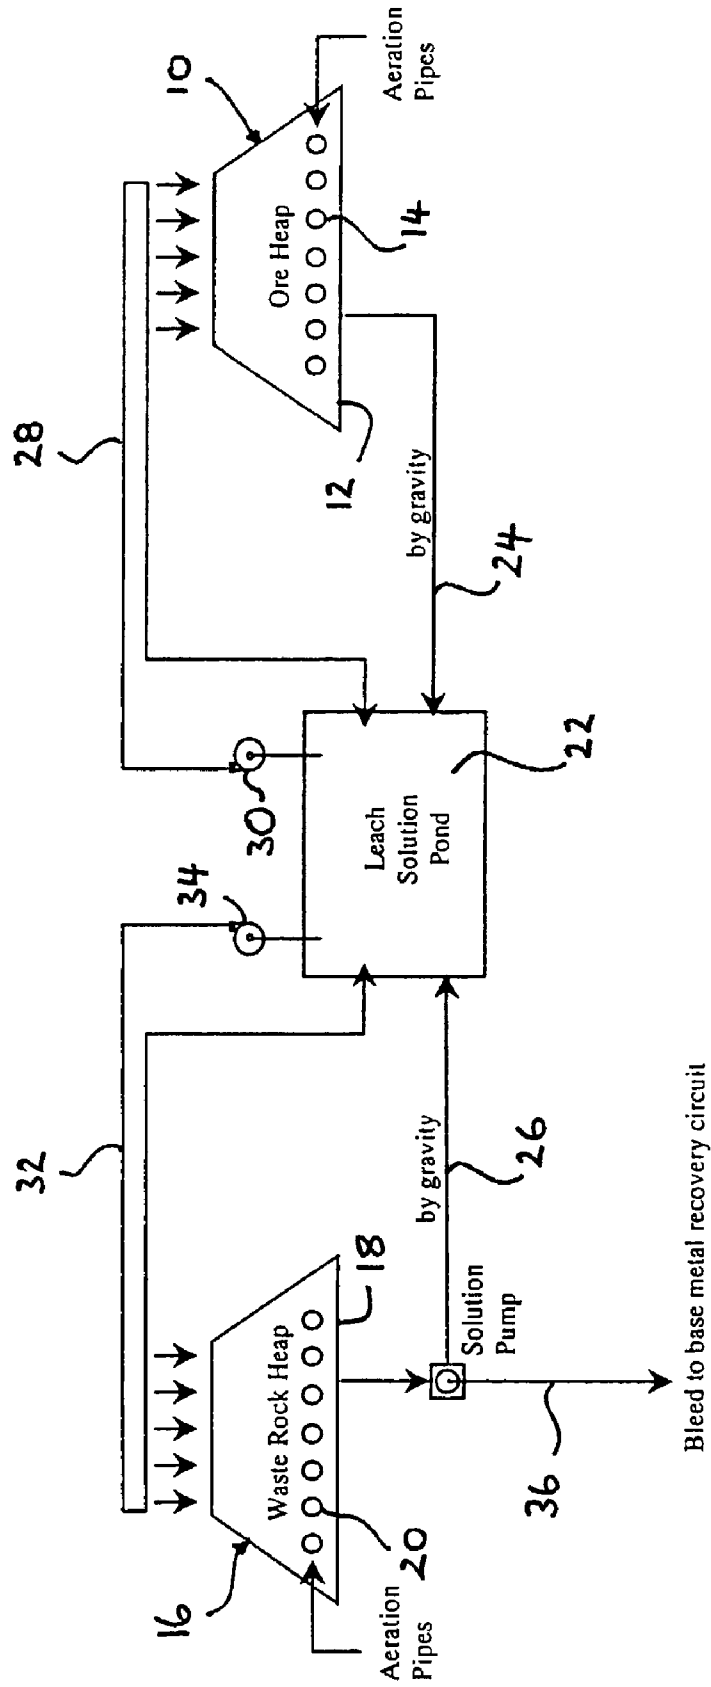 32
28
16
10
34
30
Waste Rock Heap
Ore Heap
20
18
12
14
Aeration
Pipes
Aeration
Pipes
Leach
Solution
Pond
by gravity
by gravity
Solution
Pump
26
22
24
36
Bleed to base metal recovery circuit